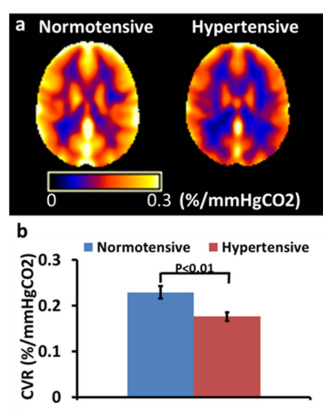 a Normotensive Hypertensive
0 0.3 (%/mmHgCO2)
b
Normotensive Hypertensive
P<0.01
0.3
0.2
0.1
0
CVR (%/mmHgCO2)